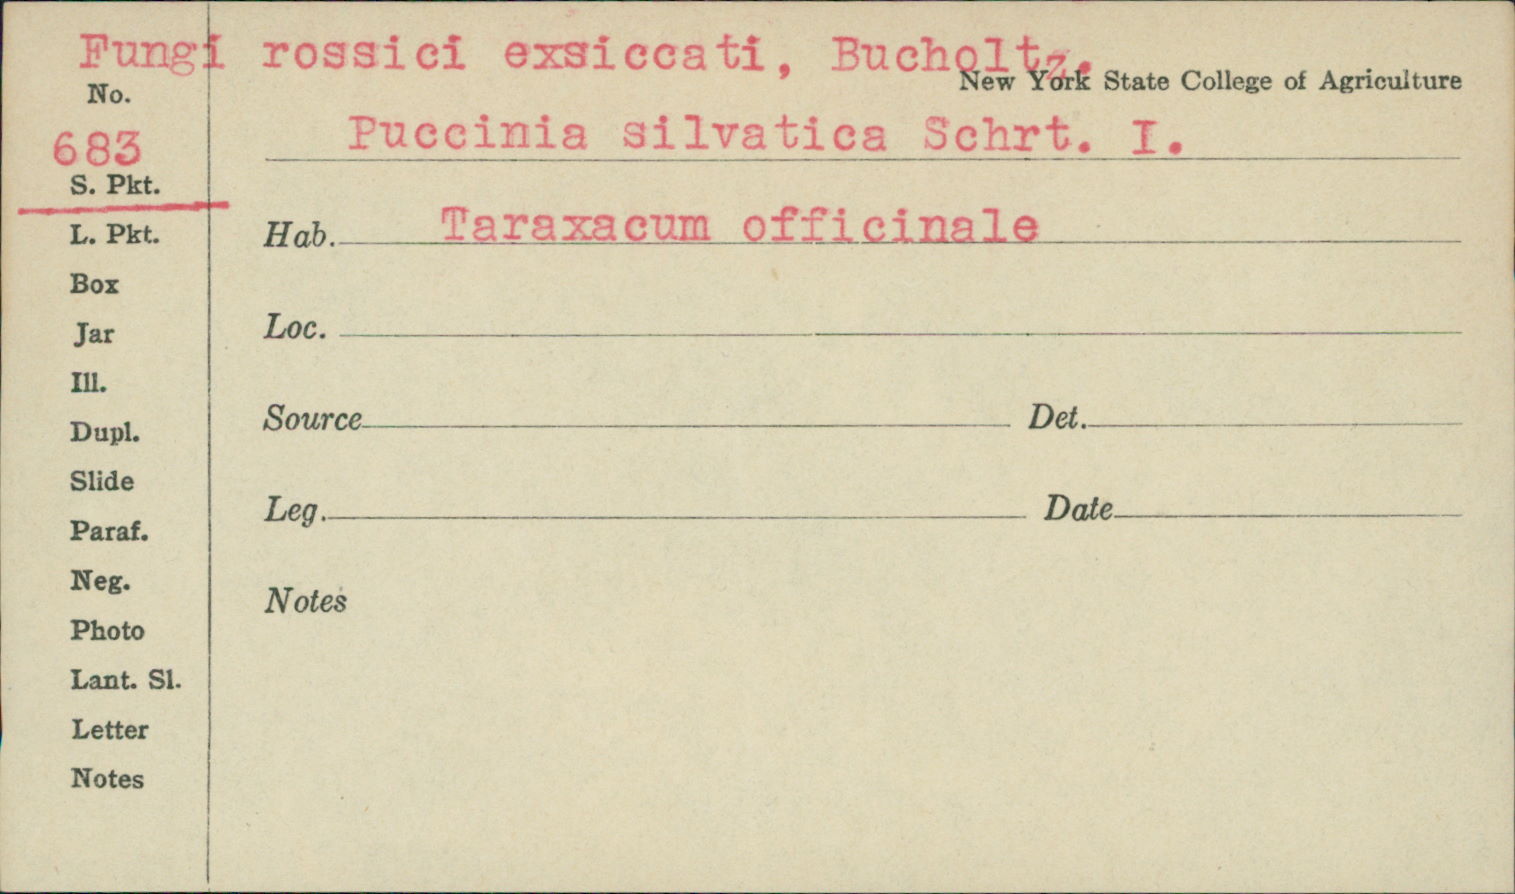 Fungi rossici exsiccati, Bucholtz.
New York State College of Agriculture
No.
683
Puccinia silvatica Schrt. I.
S. Pkt.
L. Pkt.
Hab. Taraxacum officinale
Box
Jar
Loc.
Ill.
Dupl.
Source Det.
Slide
Leg. Date
Paraf.
Neg.
Notes
Photo
Lant. Sl.
Letter
Notes